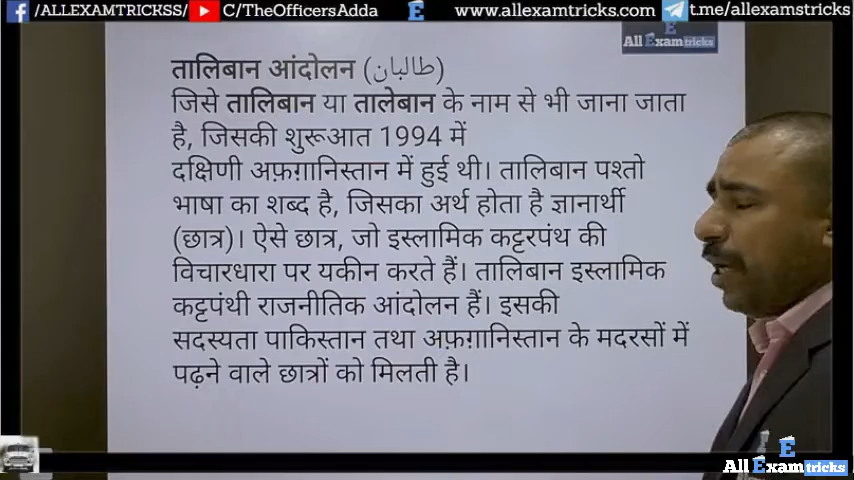 /ALLEXAMTRICKSS/ C/TheOfficersAdda E www.allexamtricks.com t.me/allexamstricks
E
All Examtricks
तालिबान आंदोलन (طالبان)
जिसे तालिबान या तालेबान के नाम से भी जाना जाता
है, जिसकी शुरूआत 1994 में
दक्षिणी अफ़ग़ानिस्तान में हुई थी। तालिबान पश्तो
भाषा का शब्द है, जिसका अर्थ होता है ज्ञानार्थी
(छात्र)। ऐसे छात्र, जो इस्लामिक कट्टरपंथ की
विचारधारा पर यकीन करते हैं। तालिबान इस्लामिक
कट्टपंथी राजनीतिक आंदोलन हैं। इसकी
सदस्यता पाकिस्तान तथा अफ़ग़ानिस्तान के मदरसों में
पढ़ने वाले छात्रों को मिलती है।
E
All Examtricks